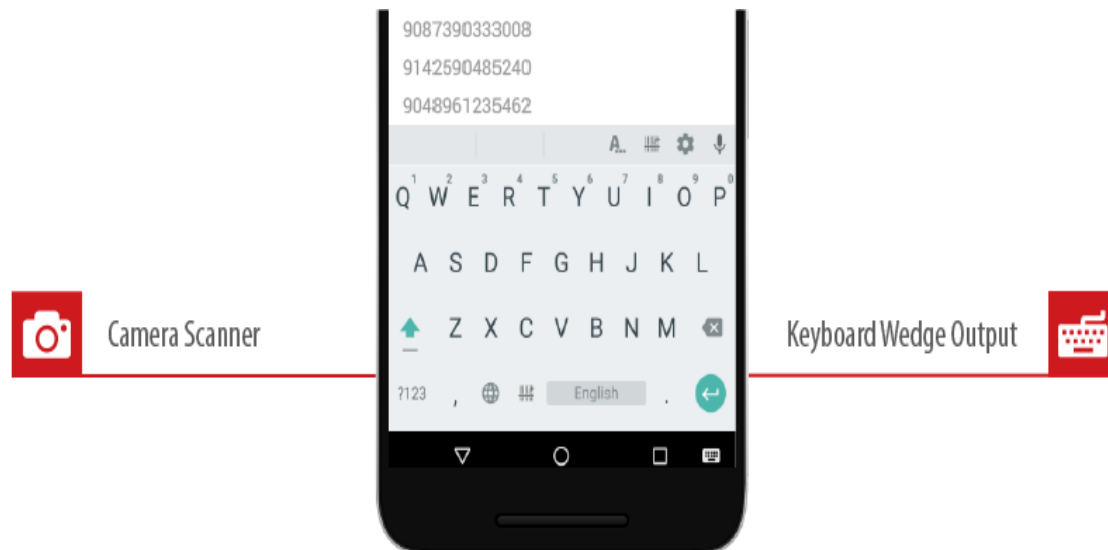 9087390333008
9142590485240
9048961235462
A...
1 2 3 4 5 6 7 8 9 0
Q W E R T Y U I O P
A S D F G H J K L
Camera Scanner
Z X C V B N M
Keyboard Wedge Output
?123 , English .